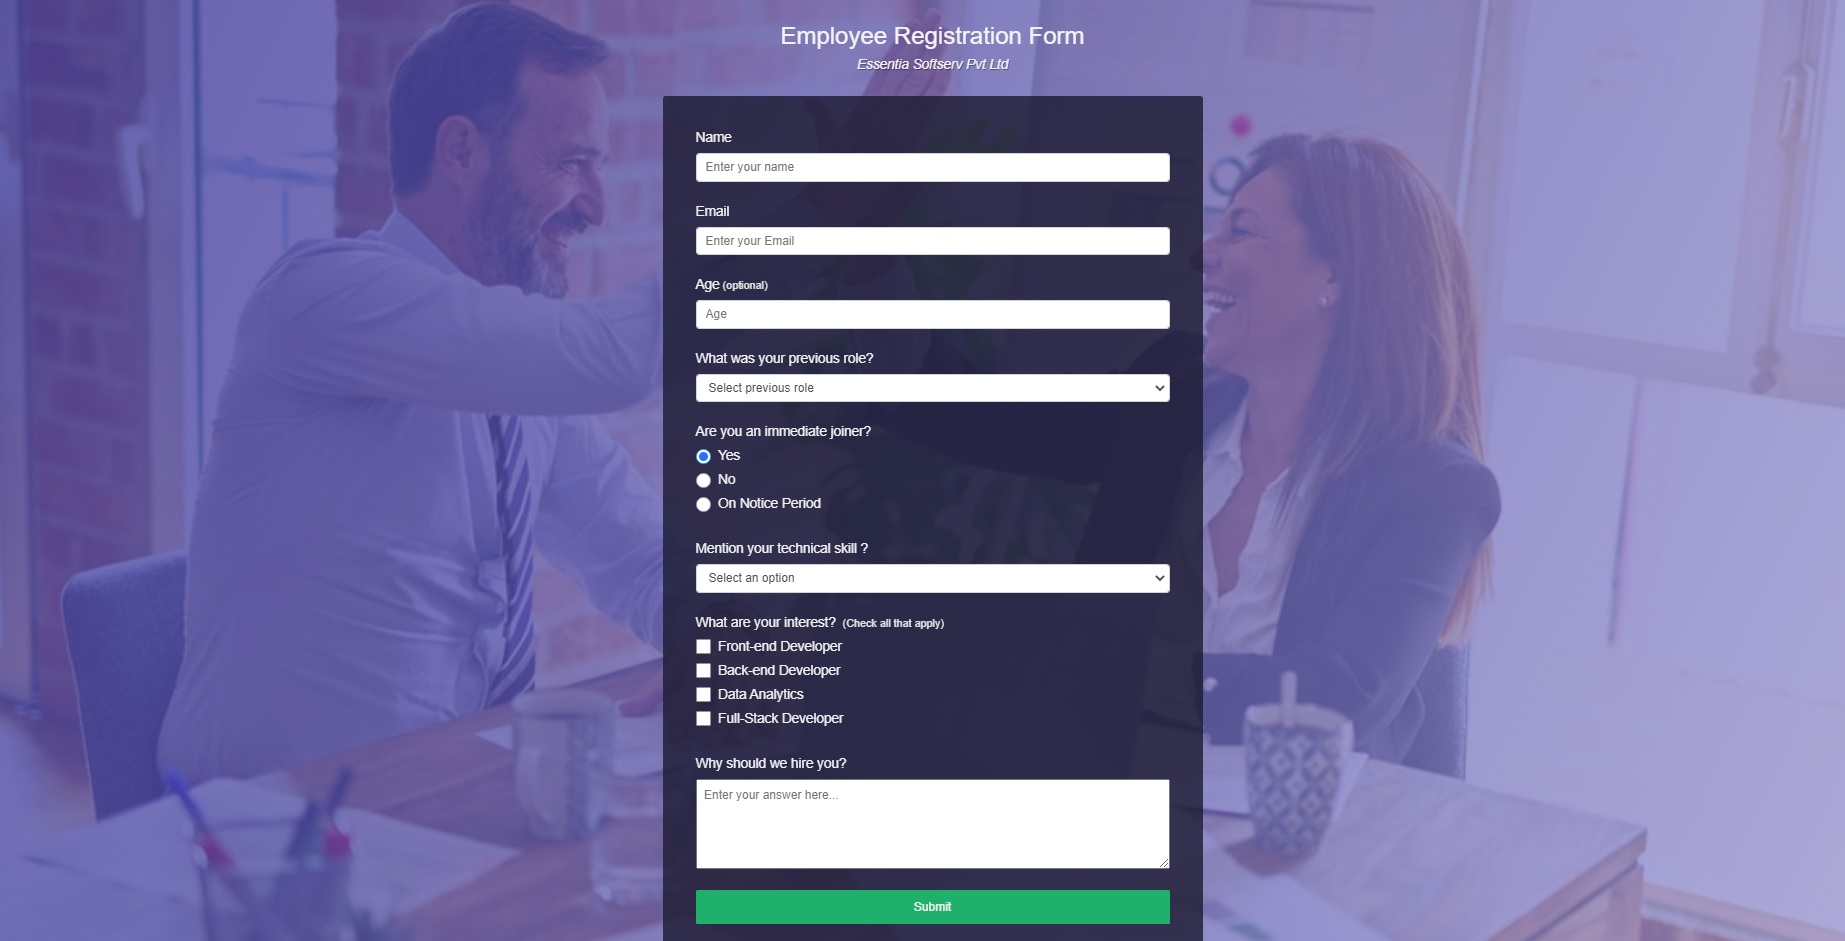 Employee Registration Form
Essentia Softserv Pvt Ltd
Name
Enter your name
Email
Enter your Email
Age (optional)
Age
What was your previous role?
Select previous role
Are you an immediate joiner?
Yes
No
On Notice Period
Mention your technical skill ?
Select an option
What are your interest? (Check all that apply)
Front-end Developer
Back-end Developer
Data Analytics
Full-Stack Developer
Why should we hire you?
Enter your answer here...
Submit